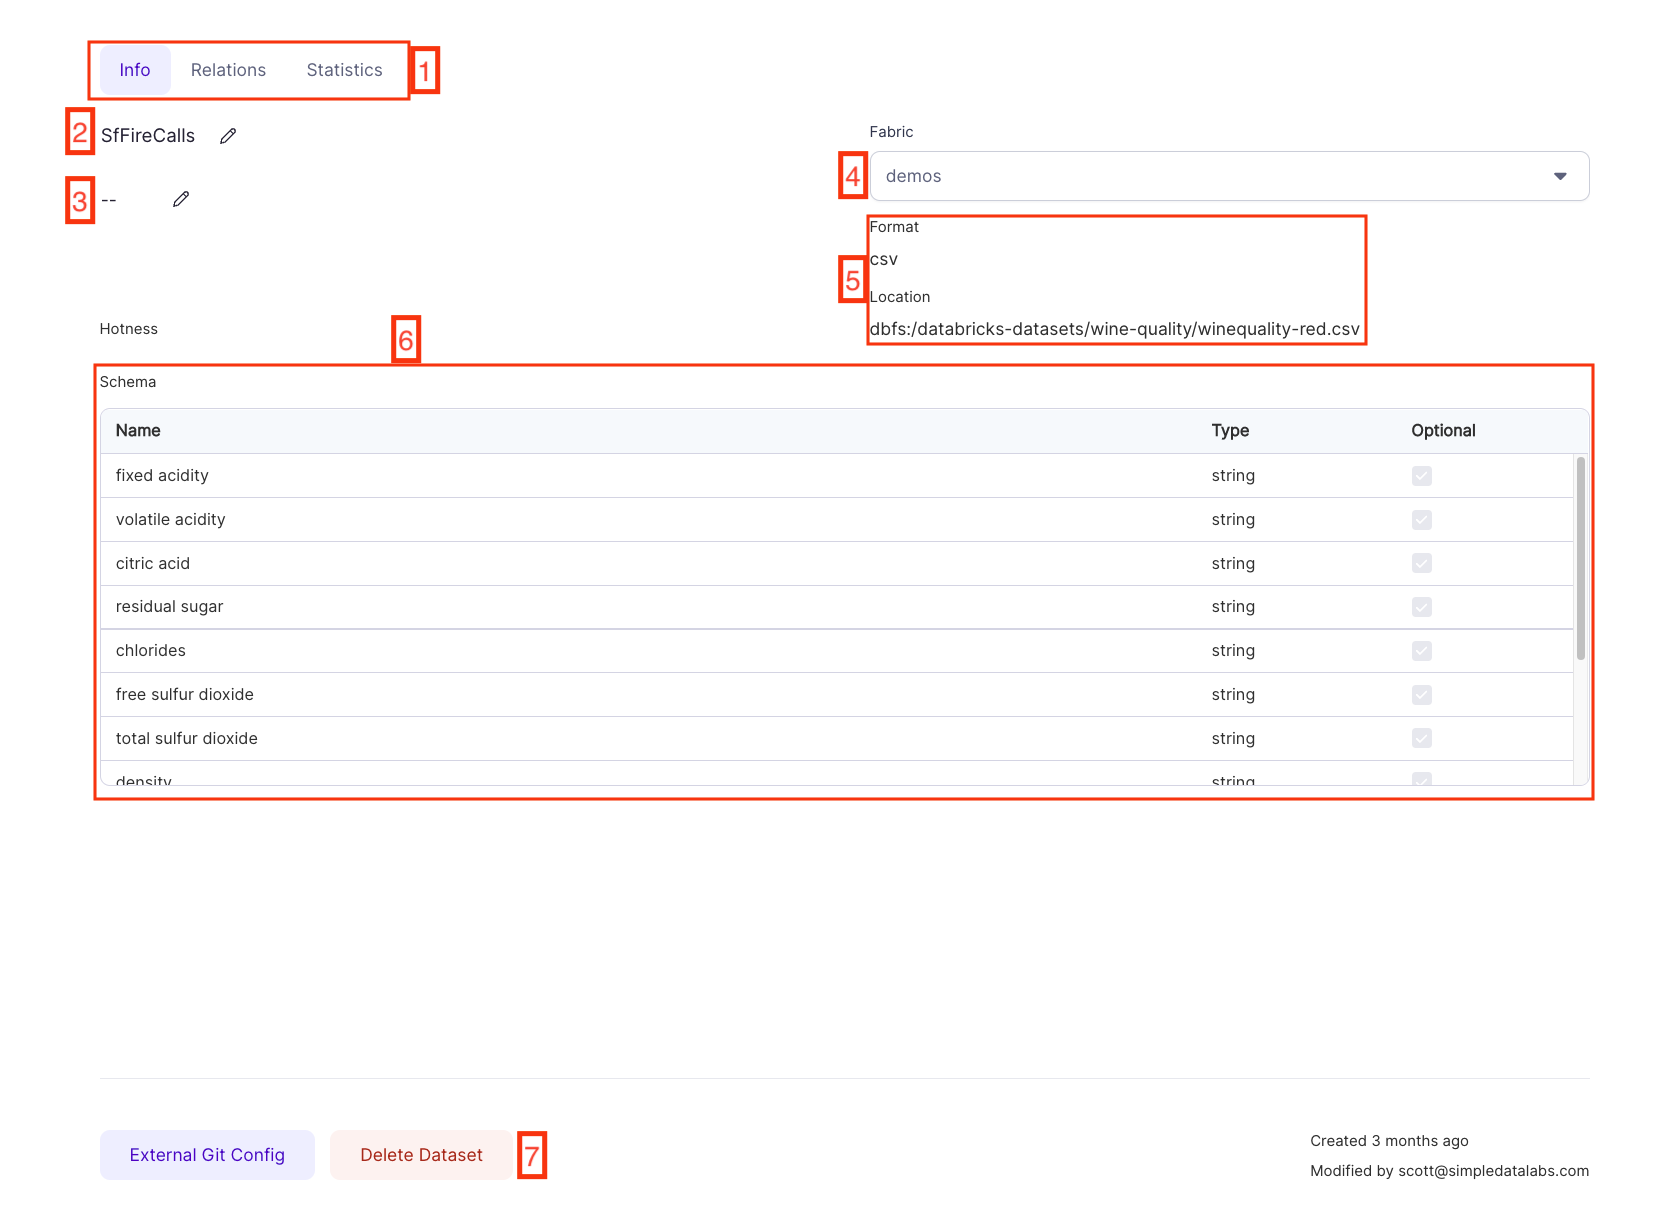 Info Relations Statistics 1
2 SfFireCalls
3 --
Fabric
4 demos
Format
csv
5
Location
dbfs:/databricks-datasets/wine-quality/winequality-red.csv
Hotness
6
Schema
Name Type Optional
fixed acidity string
volatile acidity string
citric acid string
residual sugar string
chlorides string
free sulfur dioxide string
total sulfur dioxide string
density string
External Git Config Delete Dataset 7
Created 3 months ago
Modified by scott@simpledatalabs.com